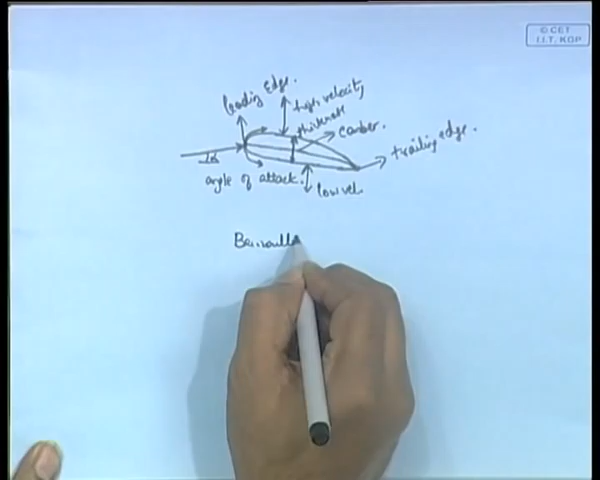 © CET
I.I.T. KGP
leading Edge.
high velocity
thickness
camber.
trailing edge.
α
angle of attack.
low vel.
Bernoulli